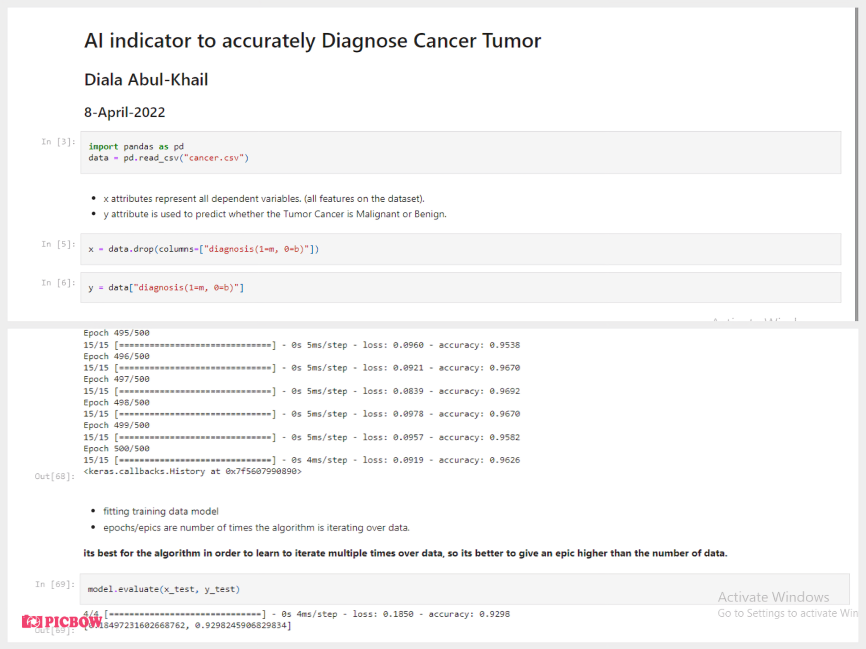 AI indicator to accurately Diagnose Cancer Tumor
Diala Abul-Khail
8-April-2022
In [3]:
import pandas as pd
data = pd.read_csv("cancer.csv")
• x attributes represent all dependent variables. (all features on the dataset).
• y attribute is used to predict whether the Tumor Cancer is Malignant or Benign.
In [5]:
x = data.drop(columns=["diagnosis(1=m, 0=b)"])
In [6]:
y = data["diagnosis(1=m, 0=b)"]
Epoch 495/500
15/15 [==============================] - 0s 5ms/step - loss: 0.0960 - accuracy: 0.9538
Epoch 496/500
15/15 [==============================] - 0s 5ms/step - loss: 0.0921 - accuracy: 0.9670
Epoch 497/500
15/15 [==============================] - 0s 5ms/step - loss: 0.0839 - accuracy: 0.9692
Epoch 498/500
15/15 [==============================] - 0s 5ms/step - loss: 0.0978 - accuracy: 0.9670
Epoch 499/500
15/15 [==============================] - 0s 5ms/step - loss: 0.0957 - accuracy: 0.9582
Epoch 500/500
15/15 [==============================] - 0s 4ms/step - loss: 0.0919 - accuracy: 0.9626
Out[68]:
<keras.callbacks.History at 0x7f5607990890>
• fitting training data model
• epochs/epics are number of times the algorithm is iterating over data.
its best for the algorithm in order to learn to iterate multiple times over data, so its better to give an epic higher than the number of data.
In [69]:
model.evaluate(x_test, y_test)
Activate Windows
Go to Settings to activate Win
4/4 [==============================] - 0s 4ms/step - loss: 0.1850 - accuracy: 0.9298
PICBOW
Out[69]:
18497231602668762, 0.9298245906829834]